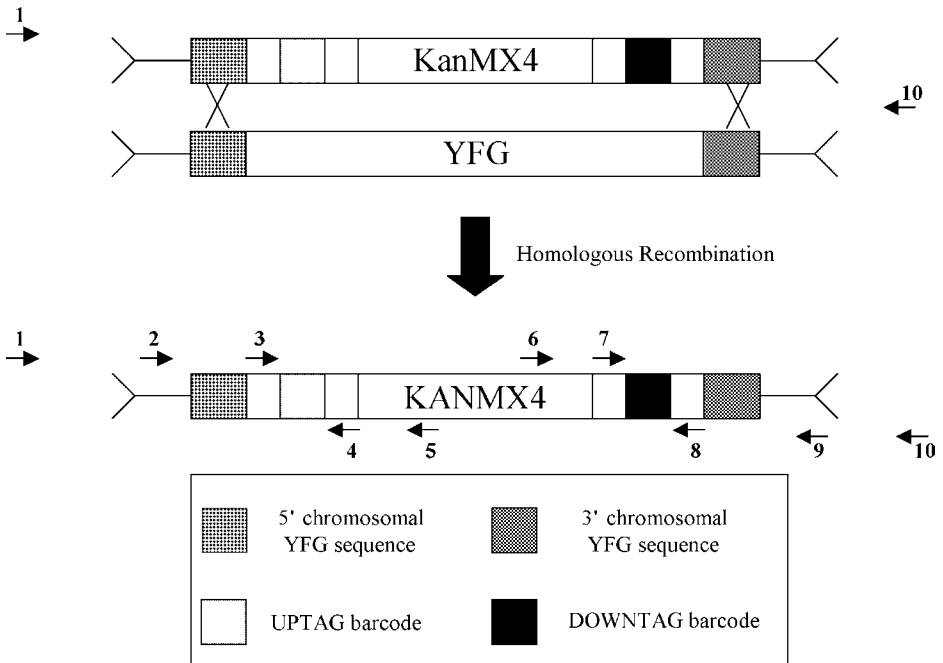 1
KanMX4
10
YFG
Homologous Recombination
1 2 3 6 7
KANMX4
4 5 8 9 10
5' chromosomal
YFG sequence
3' chromosomal
YFG sequence
UPTAG barcode
DOWNTAG barcode